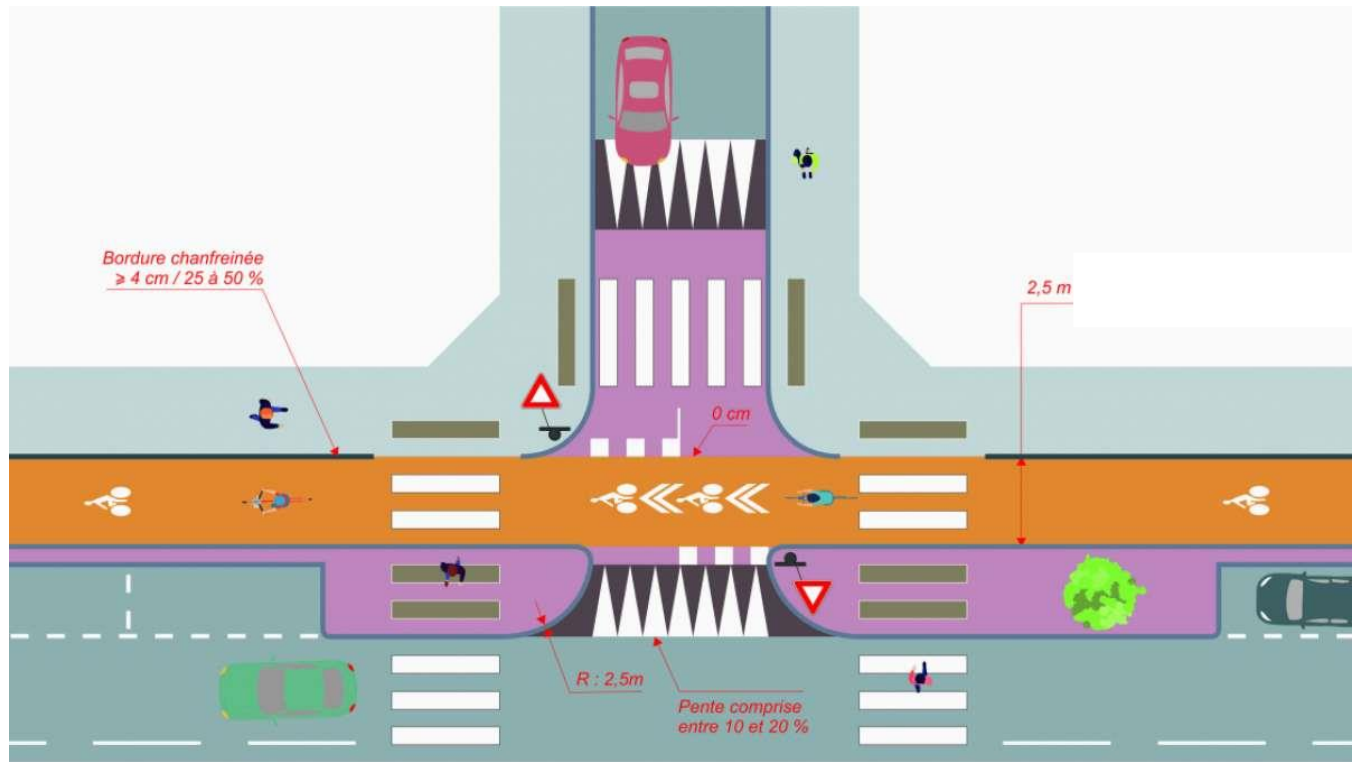 Bordure chanfreinée
⩾ 4 cm / 25 à 50 %
2,5 m
0 cm
R : 2,5m
Pente comprise
entre 10 et 20 %